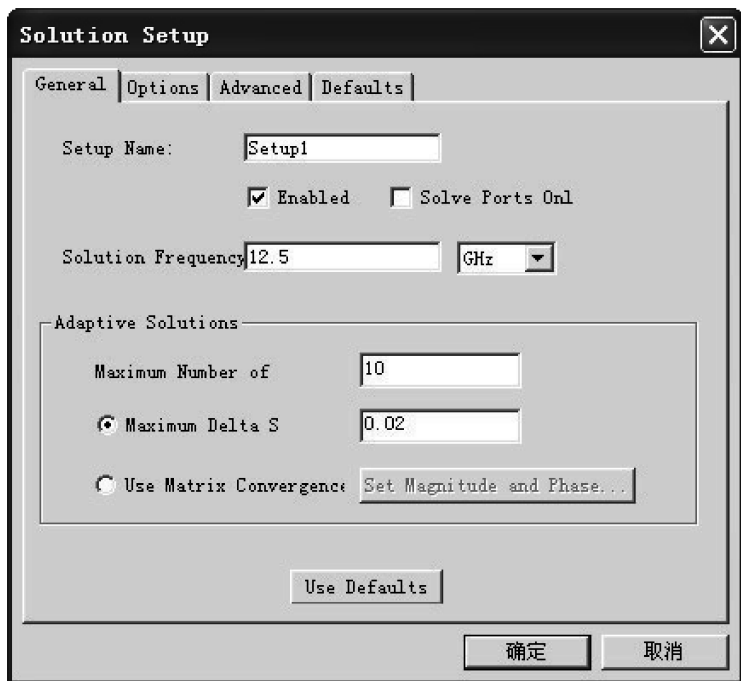 Solution Setup
General Options Advanced Defaults
Setup Name: Setup1
Enabled Solve Ports Onl
Solution Frequency 12.5 GHz
Adaptive Solutions
Maximum Number of 10
Maximum Delta S 0.02
Use Matrix Convergence Set Magnitude and Phase...
Use Defaults
确定 取消